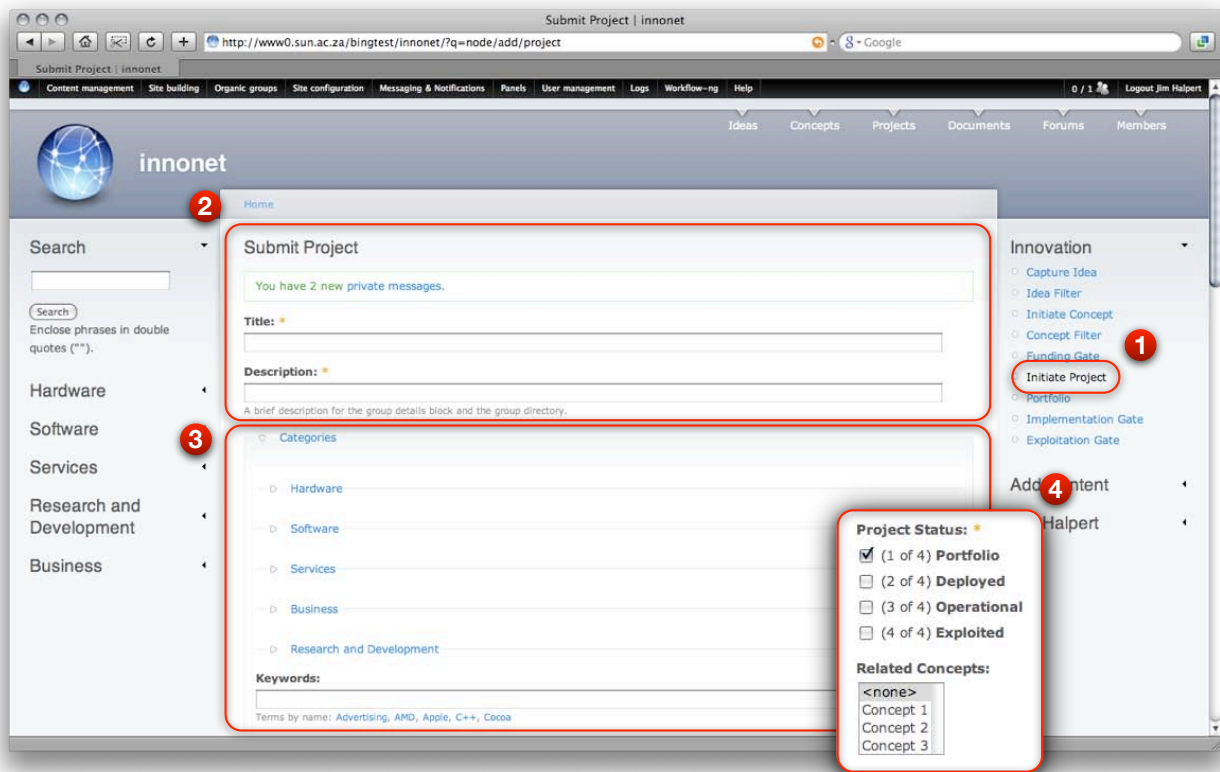 Submit Project | innonet
http://www0.sun.ac.za/bingtest/innonet/?q=node/add/project
Google
Submit Project | innonet
Content management Site building Organic groups Site configuration Messaging & Notifications Panels User management Logs Workflow-ng Help 0 / 1 Logout Jim Halpert
Ideas Concepts Projects Documents Forums Members
innonet
2
Home
Search
Search
Enclose phrases in double
quotes ("").
Hardware
Software
Services
Research and
Development
Business
Submit Project
You have 2 new private messages.
Title: *
Description: *
A brief description for the group details block and the group directory.
3
Categories
Hardware
Software
Services
Business
Research and Development
Keywords:
Terms by name: Advertising, AMD, Apple, C++, Cocoa
Innovation
Capture Idea
Idea Filter
Initiate Concept
Concept Filter
1
Funding Gate
Initiate Project
Portfolio
Implementation Gate
Exploitation Gate
4
Halpert
Project Status: *
(1 of 4) Portfolio
(2 of 4) Deployed
(3 of 4) Operational
(4 of 4) Exploited
Related Concepts:
<none>
Concept 1
Concept 2
Concept 3